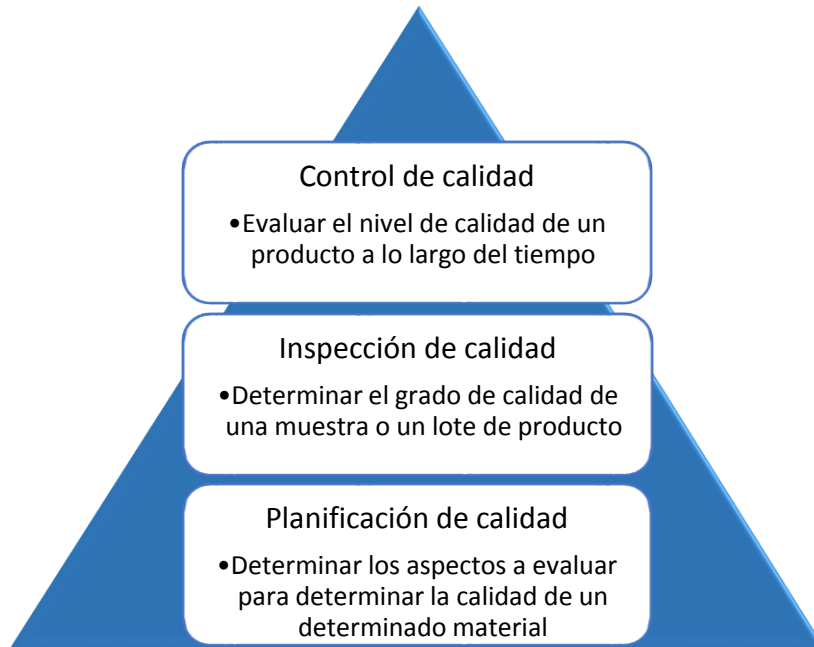 Control de calidad
•Evaluar el nivel de calidad de un
producto a lo largo del tiempo
Inspección de calidad
•Determinar el grado de calidad de
una muestra o un lote de producto
Planificación de calidad
•Determinar los aspectos a evaluar
para determinar la calidad de un
determinado material